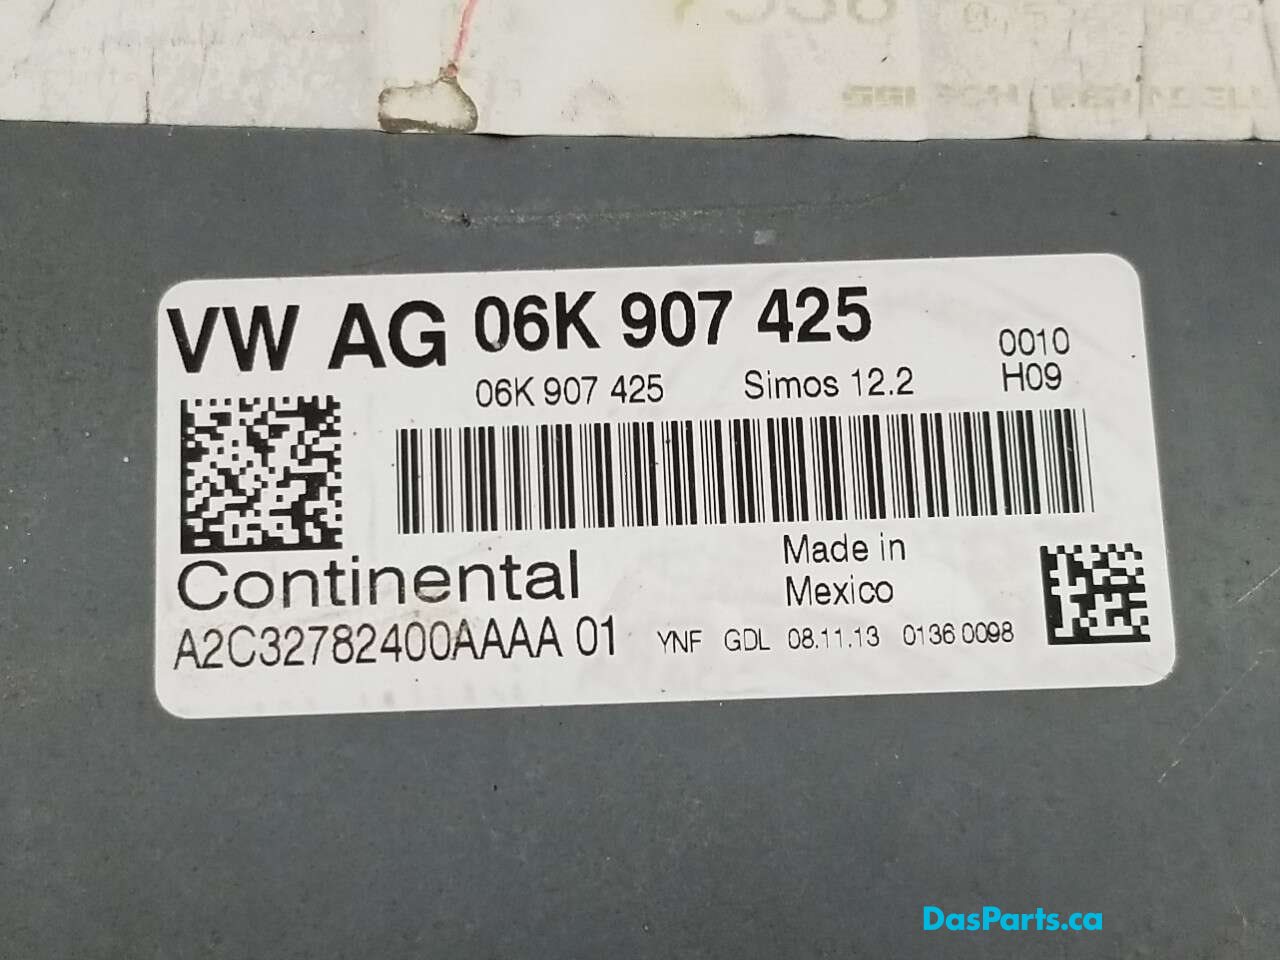 VW AG 06K 907 425
06K 907 425 Simos 12.2
0010
H09
Continental
Made in
Mexico
A2C32782400AAAA 01 YNF GDL 08.11.13 0136 0098
DasParts.ca